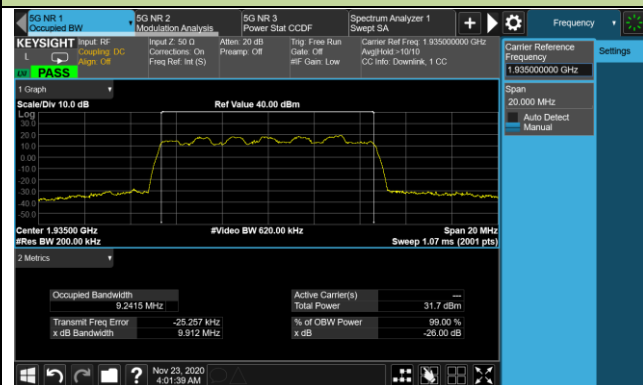 5G NR 1
Occupied BW
5G NR 2
Modulation Analysis
5G NR 3
Power Stat CCDF
Spectrum Analyzer 1
Swept SA
Frequency
KEYSIGHT
L
Input: RF
Coupling: DC
Align: Off
Input Z: 50 Ω
Corrections: On
Freq Ref: Int (S)
Atten: 20 dB
Preamp: Off
Trig: Free Run
Gate: Off
#IF Gain: Low
Carrier Ref Freq: 1.935000000 GHz
Avg|Hold:>10/10
CC Info: Downlink, 1 CC
PASS
Carrier Reference
Frequency
1.935000000 GHz
Settings
Span
20.000 MHz
Auto Detect
Manual
1 Graph
Scale/Div 10.0 dB
Ref Value 40.00 dBm
Log
30.0
20.0
10.0
0.00
-10.0
-20.0
-30.0
-40.0
-50.0
Center 1.93500 GHz
#Video BW 620.00 kHz
Span 20 MHz
#Res BW 200.00 kHz
Sweep 1.07 ms (2001 pts)
2 Metrics
Occupied Bandwidth
9.2415 MHz
Active Carrier(s)
---
Total Power
31.7 dBm
Transmit Freq Error
-25.257 kHz
% of OBW Power
99.00 %
x dB Bandwidth
9.912 MHz
x dB
-26.00 dB
?
Nov 23, 2020
4:01:39 AM